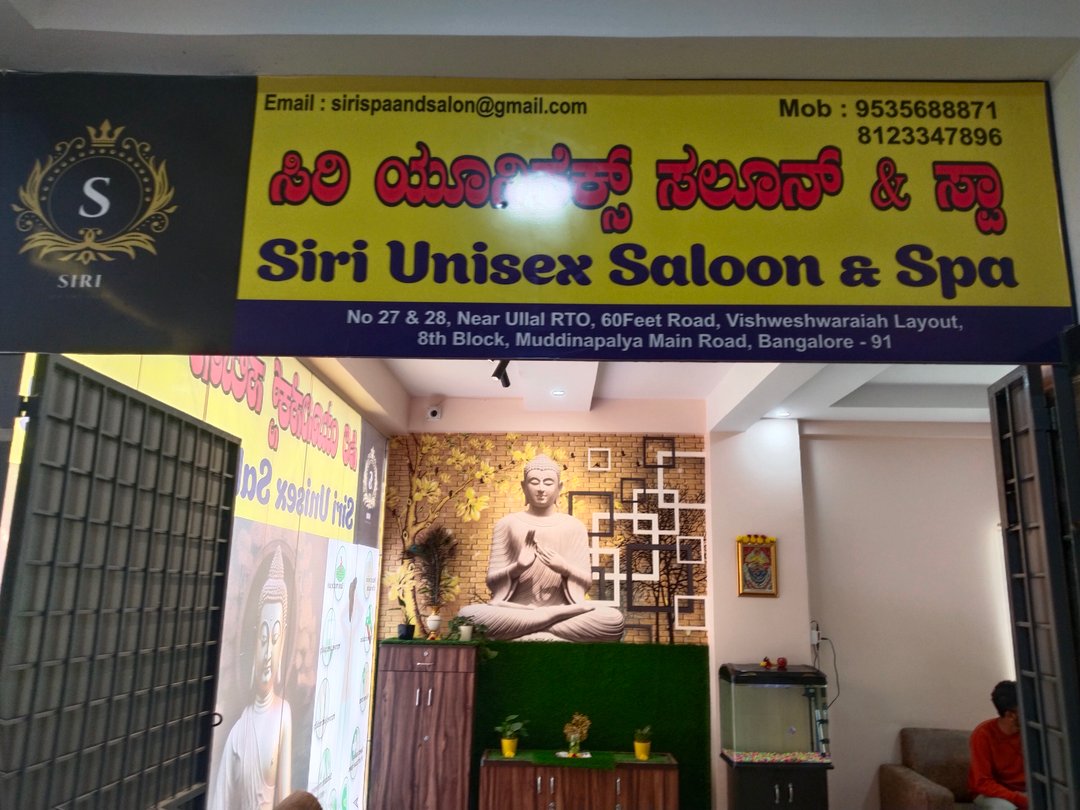 Email : sirispaandsalon@gmail.com
Mob : 9535688871
8123347896
ಸಿರಿ ಯೂನಿಸೆಕ್ಸ್ ಸಲೂನ್ & ಸ್ಪಾ
S
SIRI
Siri Unisex Saloon & Spa
No 27 & 28, Near Ullal RTO, 60Feet Road, Vishweshwaraiah Layout,
8th Block, Muddinapalya Main Road, Bangalore - 91
Siri Unisex